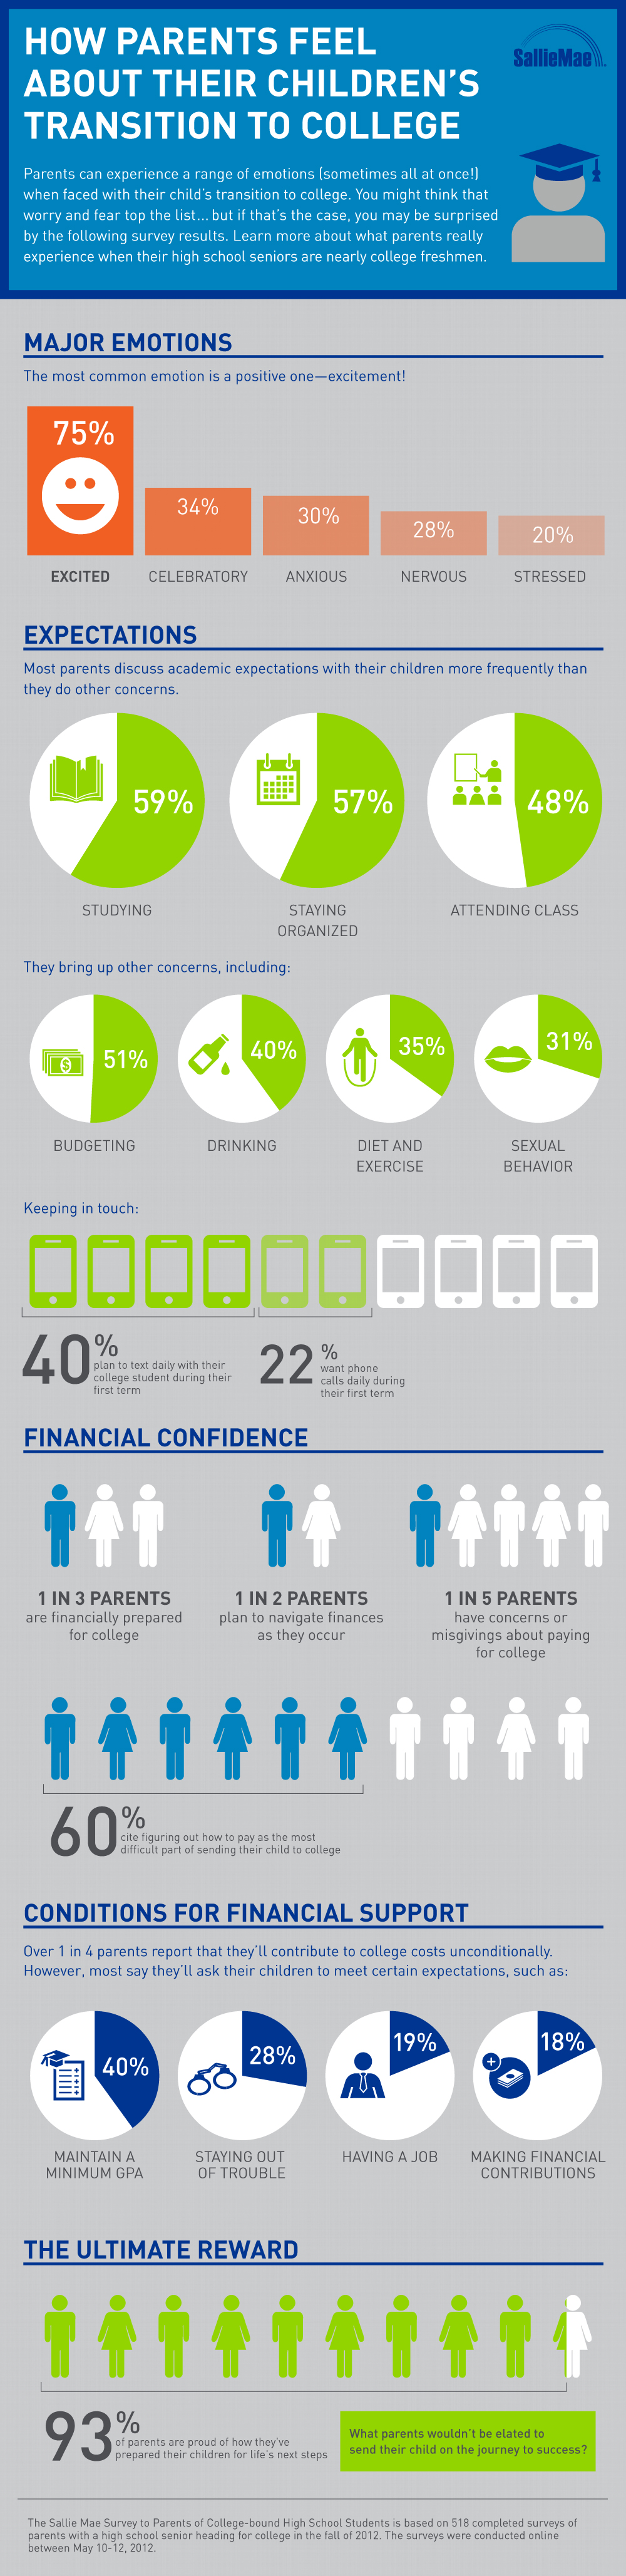 HOW PARENTS FEEL
ABOUT THEIR CHILDREN'S
TRANSITION TO COLLEGE
SallieMae
Parents can experience a range of emotions (sometimes all at once!)
when faced with their child's transition to college. You might think that
worry and fear top the list... but if that's the case, you may be surprised
by the following survey results. Learn more about what parents really
experience when their high school seniors are nearly college freshmen.
MAJOR EMOTIONS
The most common emotion is a positive one—excitement!
75%
34%
30%
28%
20%
EXCITED
CELEBRATORY
ANXIOUS
NERVOUS
STRESSED
EXPECTATIONS
Most parents discuss academic expectations with their children more frequently than
they do other concerns.
59%
57%
48%
STUDYING
STAYING
ORGANIZED
ATTENDING CLASS
They bring up other concerns, including:
51%
40%
35%
31%
BUDGETING
DRINKING
DIET AND
EXERCISE
SEXUAL
BEHAVIOR
Keeping in touch:
40%
plan to text daily with their
college student during their
first term
22%
want phone
calls daily during
their first term
FINANCIAL CONFIDENCE
1 IN 3 PARENTS
are financially prepared
for college
1 IN 2 PARENTS
plan to navigate finances
as they occur
1 IN 5 PARENTS
have concerns or
misgivings about paying
for college
60%
cite figuring out how to pay as the most
difficult part of sending their child to college
CONDITIONS FOR FINANCIAL SUPPORT
Over 1 in 4 parents report that they'll contribute to college costs unconditionally.
However, most say they'll ask their children to meet certain expectations, such as:
40%
28%
19%
18%
MAINTAIN A
MINIMUM GPA
STAYING OUT
OF TROUBLE
HAVING A JOB
MAKING FINANCIAL
CONTRIBUTIONS
THE ULTIMATE REWARD
93%
of parents are proud of how they've
prepared their children for life's next steps
What parents wouldn't be elated to
send their child on the journey to success?
The Sallie Mae Survey to Parents of College-bound High School Students is based on 518 completed surveys of
parents with a high school senior heading for college in the fall of 2012. The surveys were conducted online
between May 10-12, 2012.